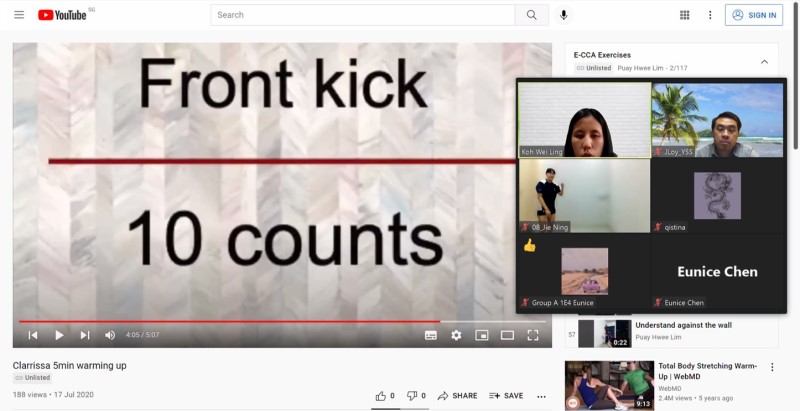 YouTube SG
Search
SIGN IN
Front kick
10 counts
4:05 / 5:07
Clarrissa 5min warming up
Unlisted
188 views • 17 Jul 2020
0
0
SHARE
SAVE
E-CCA Exercises
Unlisted
Puay Hwee Lim - 2/117
Koh Wei Ling
JLoy_YSS
08_Jie Ning
qistina
Group A 1E4 Eunice
Eunice Chen
Eunice Chen
57
0:22
Understand against the wall
Puay Hwee Lim
9:13
Total Body Stretching Warm-
Up | WebMD
WebMD
2.4M views • 5 years ago